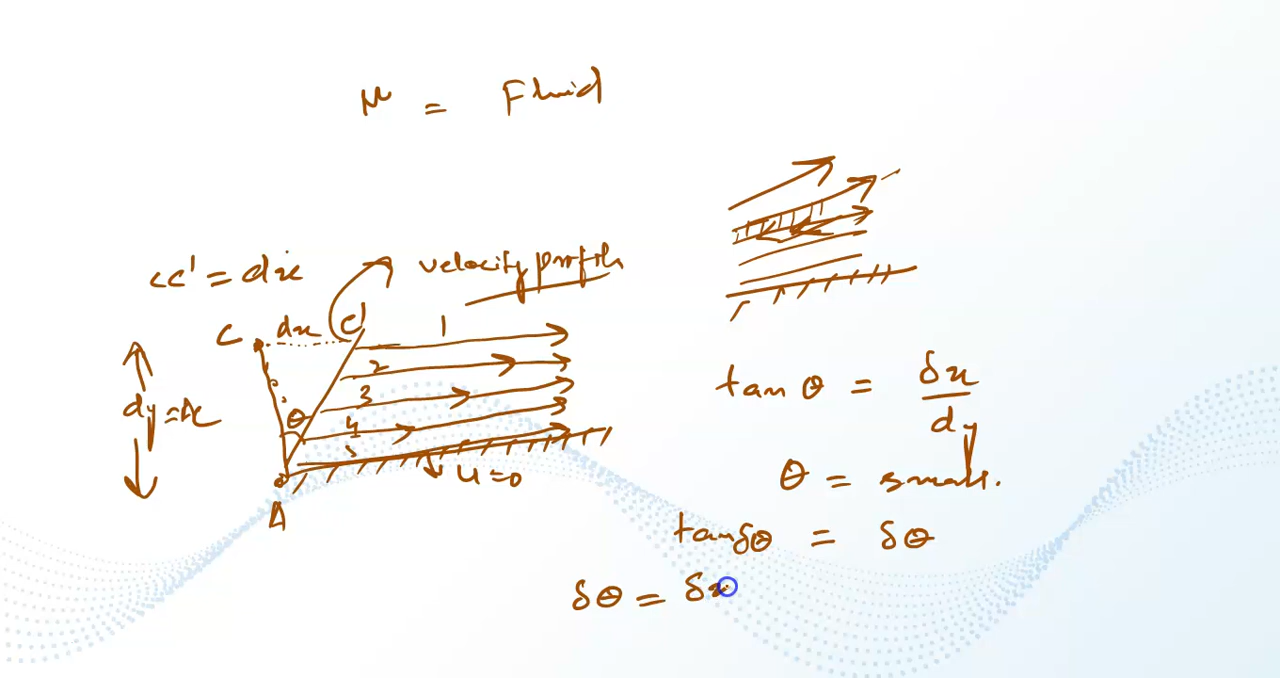 μ = Fluid
cc' = dx
velocity profile
C dx C' 1
2
3
θ 4
5
dy = AC
u=0
A
tan θ = δx / dy
θ = small.
tan δθ = δθ
δθ = δx